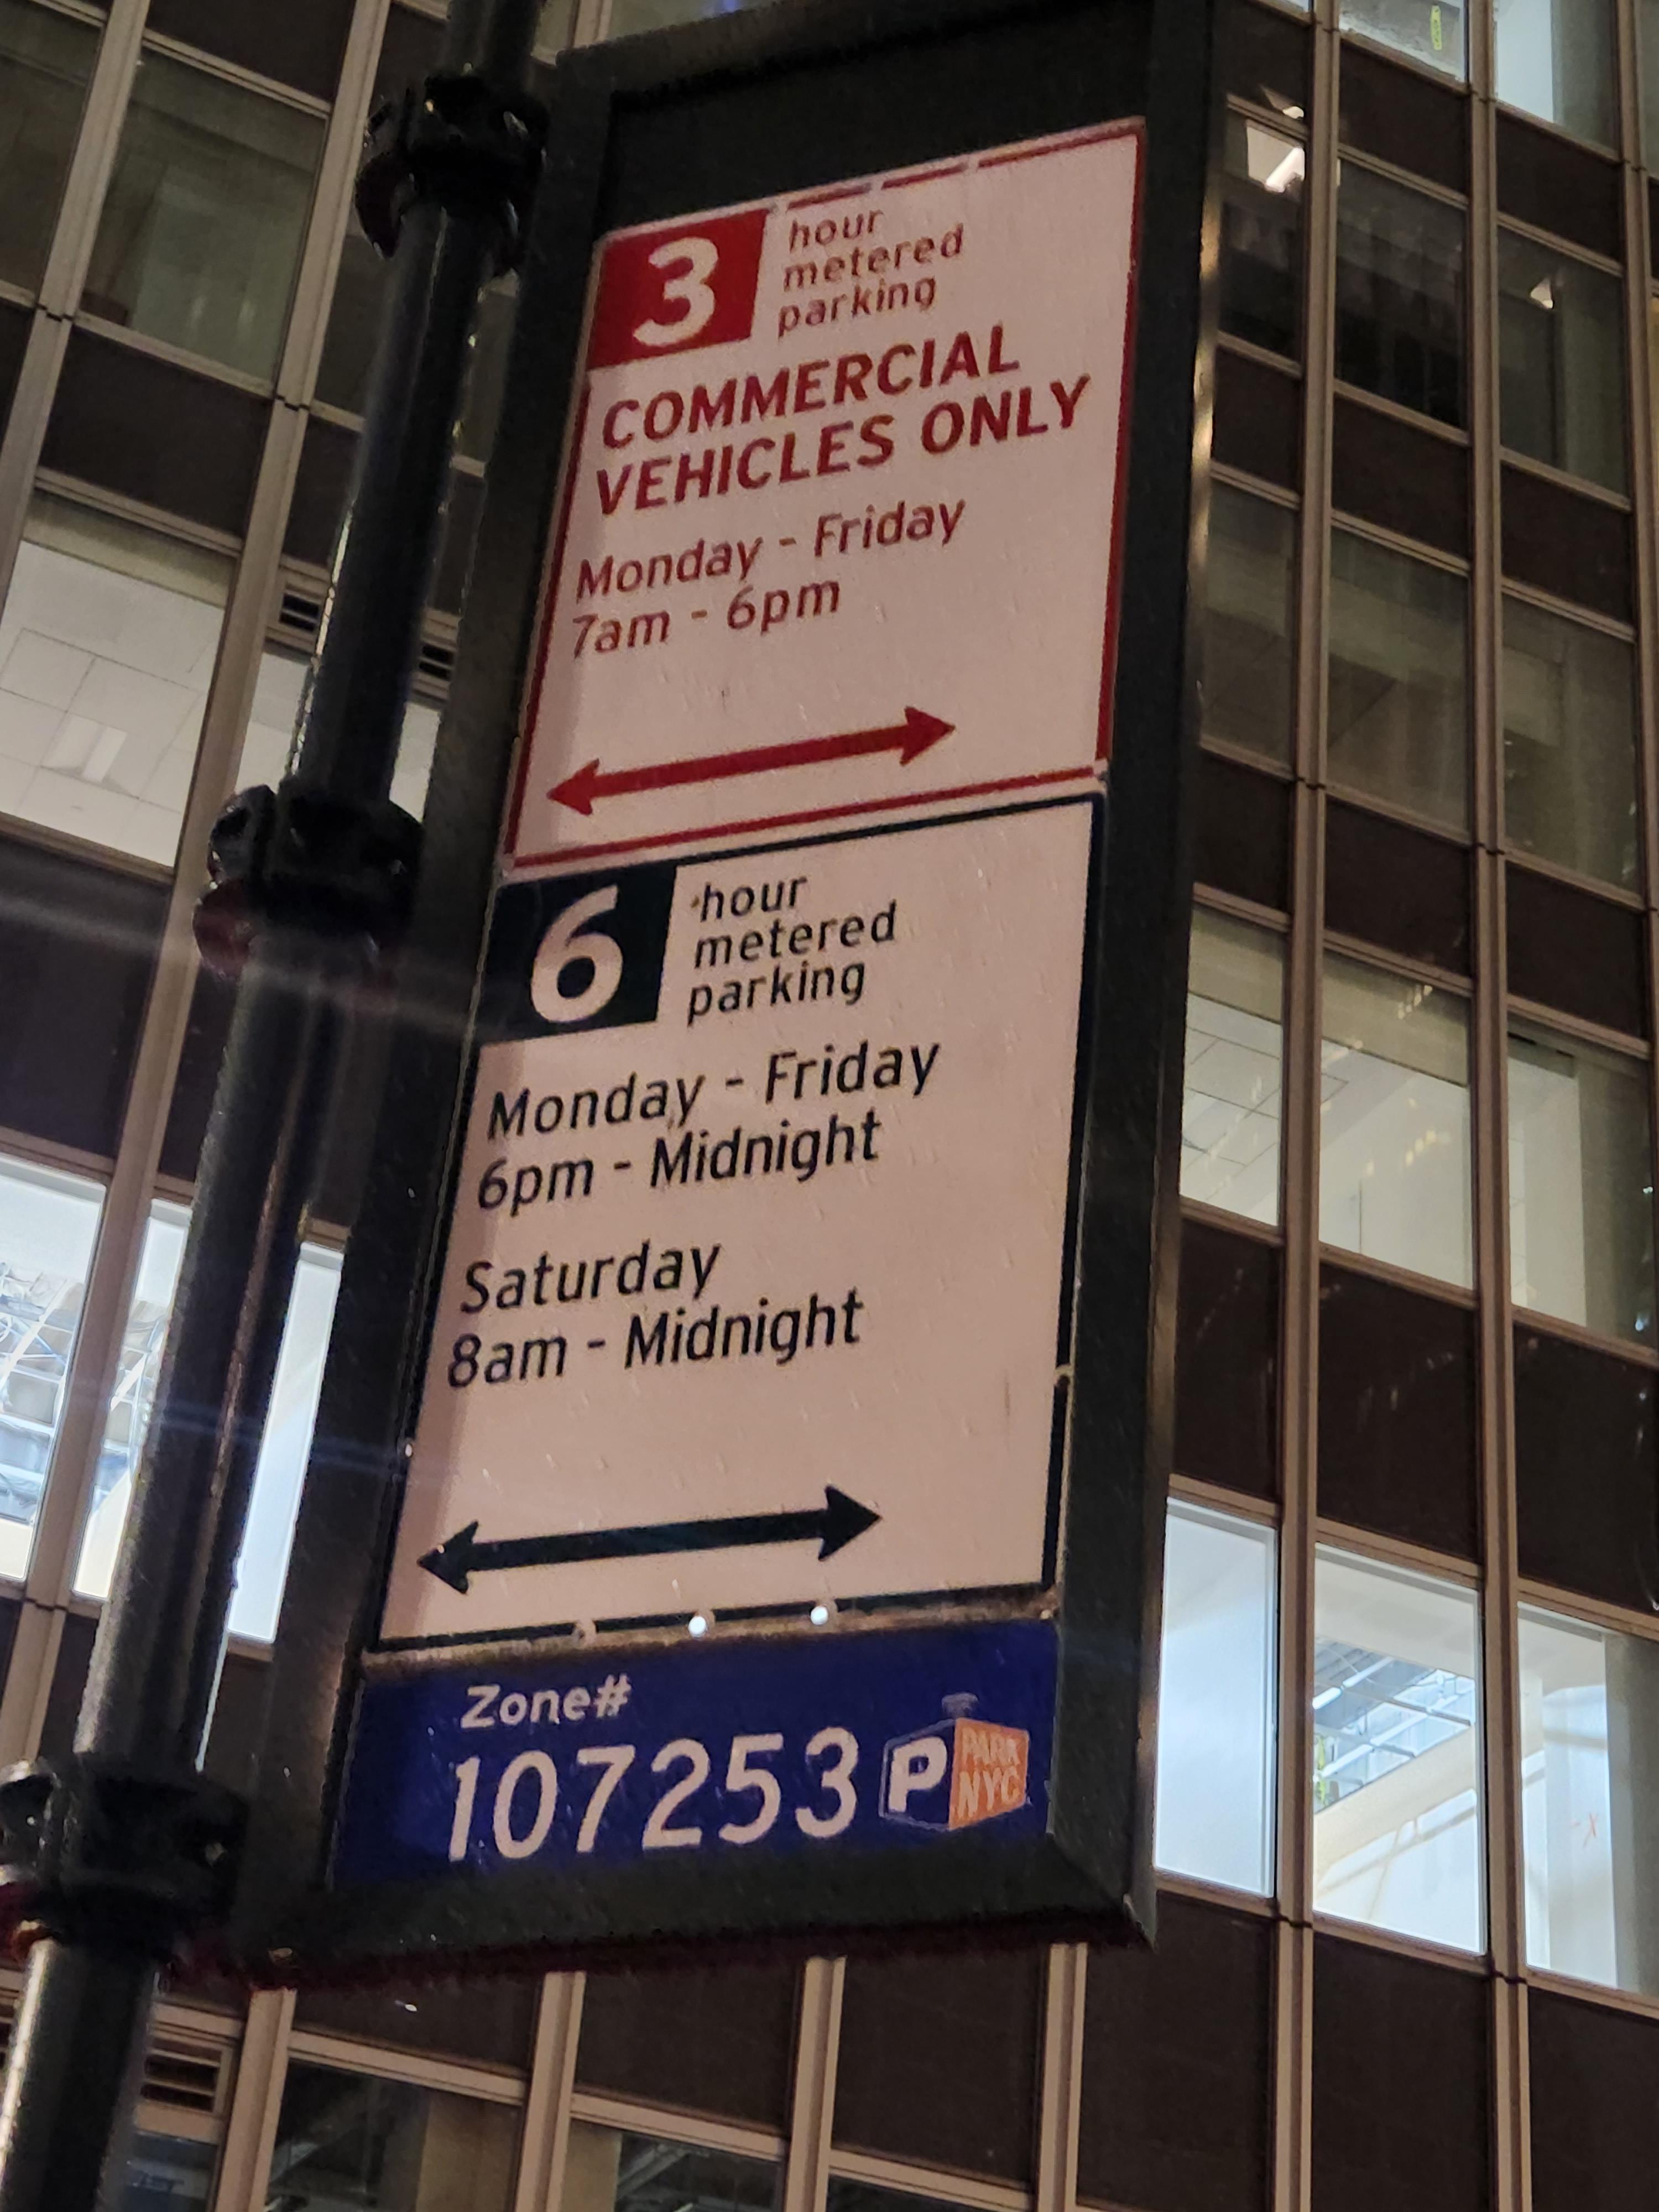 3 hour
metered
parking
COMMERCIAL
VEHICLES ONLY
Monday - Friday
7am - 6pm
6 hour
metered
parking
Monday - Friday
6pm - Midnight
Saturday
8am - Midnight
Zone#
107253 P PARK
NYC